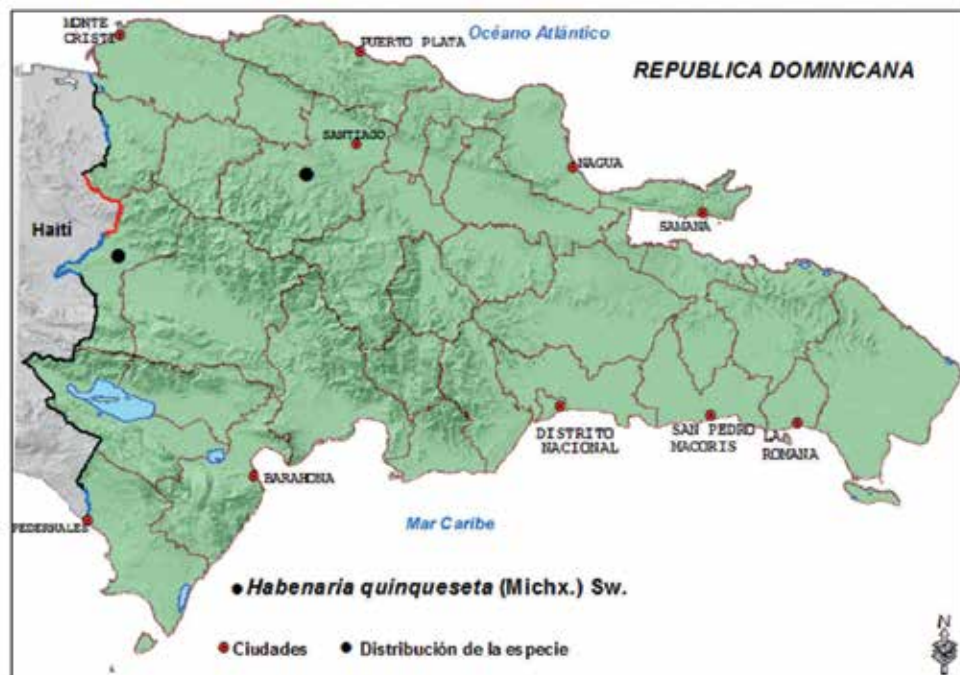 MONTE
CRISTI
PUERTO PLATA
Océano Atlántico
REPUBLICA DOMINICANA
SANTIAGO
NAGUA
SAMANA
Haití
DISTRITO
NACIONAL
SAN PEDRO
MACORIS
LA
ROMANA
BARAHONA
PEDERNALES
Mar Caribe
Habenaria quinqueseta (Michx.) Sw.
Ciudades
Distribución de la especie
N